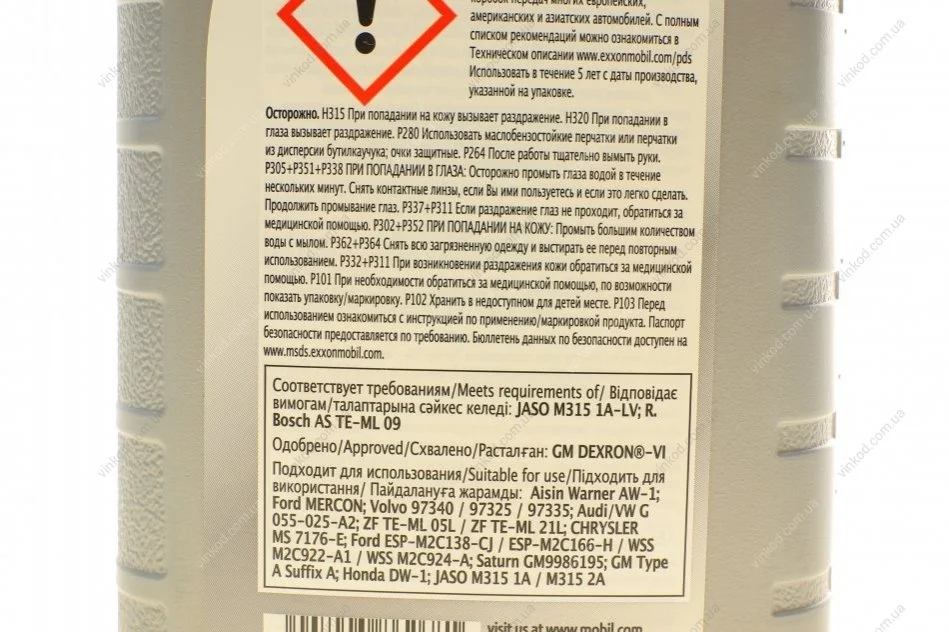 коробок передач многих европейских,
американских и азиатских автомобилей. С полным
списком рекомендаций можно ознакомиться в
Техническом описании www.exxonmobil.com/pds
Использовать в течение 5 лет с даты производства,
указанной на упаковке.
Осторожно. H315 При попадании на кожу вызывает раздражение. H320 При попадании в
глаза вызывает раздражение. P280 Использовать маслобензостойкие перчатки или перчатки
из дисперсии бутилкаучука; очки защитные. P264 После работы тщательно вымыть руки.
P305+P351+P338 ПРИ ПОПАДАНИИ В ГЛАЗА: Осторожно промыть глаза водой в течение
нескольких минут. Снять контактные линзы, если Вы ими пользуетесь и если это легко сделать.
Продолжить промывание глаз. P337+P311 Если раздражение глаз не проходит, обратиться за
медицинской помощью. P302+P352 ПРИ ПОПАДАНИИ НА КОЖУ: Промыть большим количеством
воды с мылом. P362+P364 Снять всю загрязненную одежду и выстирать ее перед повторным
использованием. P332+P311 При возникновении раздражения кожи обратиться за медицинской
помощью. P101 При необходимости обратиться за медицинской помощью, по возможности
показать упаковку/маркировку. P102 Хранить в недоступном для детей месте. P103 Перед
использованием ознакомиться с инструкцией по применению/маркировкой продукта. Паспорт
безопасности предоставляется по требованию. Бюллетень данных по безопасности доступен на
www.msds.exxonmobil.com.
Соответствует требованиям/Meets requirements of/ Відповідає
вимогам/талаптарына сәйкес келеді: JASO M315 1A-LV; R.
Bosch AS TE-ML 09
Одобрено/Approved/Схвалено/Расталған: GM DEXRON®-VI
Подходит для использования/Suitable for use/Підходить для
використання/ Пайдалануға жарамды: Aisin Warner AW-1;
Ford MERCON; Volvo 97340 / 97325 / 97335; Audi/VW G
055-025-A2; ZF TE-ML 05L / ZF TE-ML 21L; CHRYSLER
MS 7176-E; Ford ESP-M2C138-CJ / ESP-M2C166-H / WSS
M2C922-A1 / WSS M2C924-A; Saturn GM9986195; GM Type
A Suffix A; Honda DW-1; JASO M315 1A / M315 2A
visit us at www.mobil.com
vinkod.com.ua